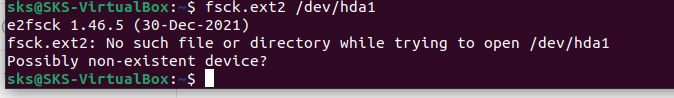 sks@SKS-VirtualBox:~$ fsck.ext2 /dev/hda1
e2fsck 1.46.5 (30-Dec-2021)
fsck.ext2: No such file or directory while trying to open /dev/hda1
Possibly non-existent device?
sks@SKS-VirtualBox:~$